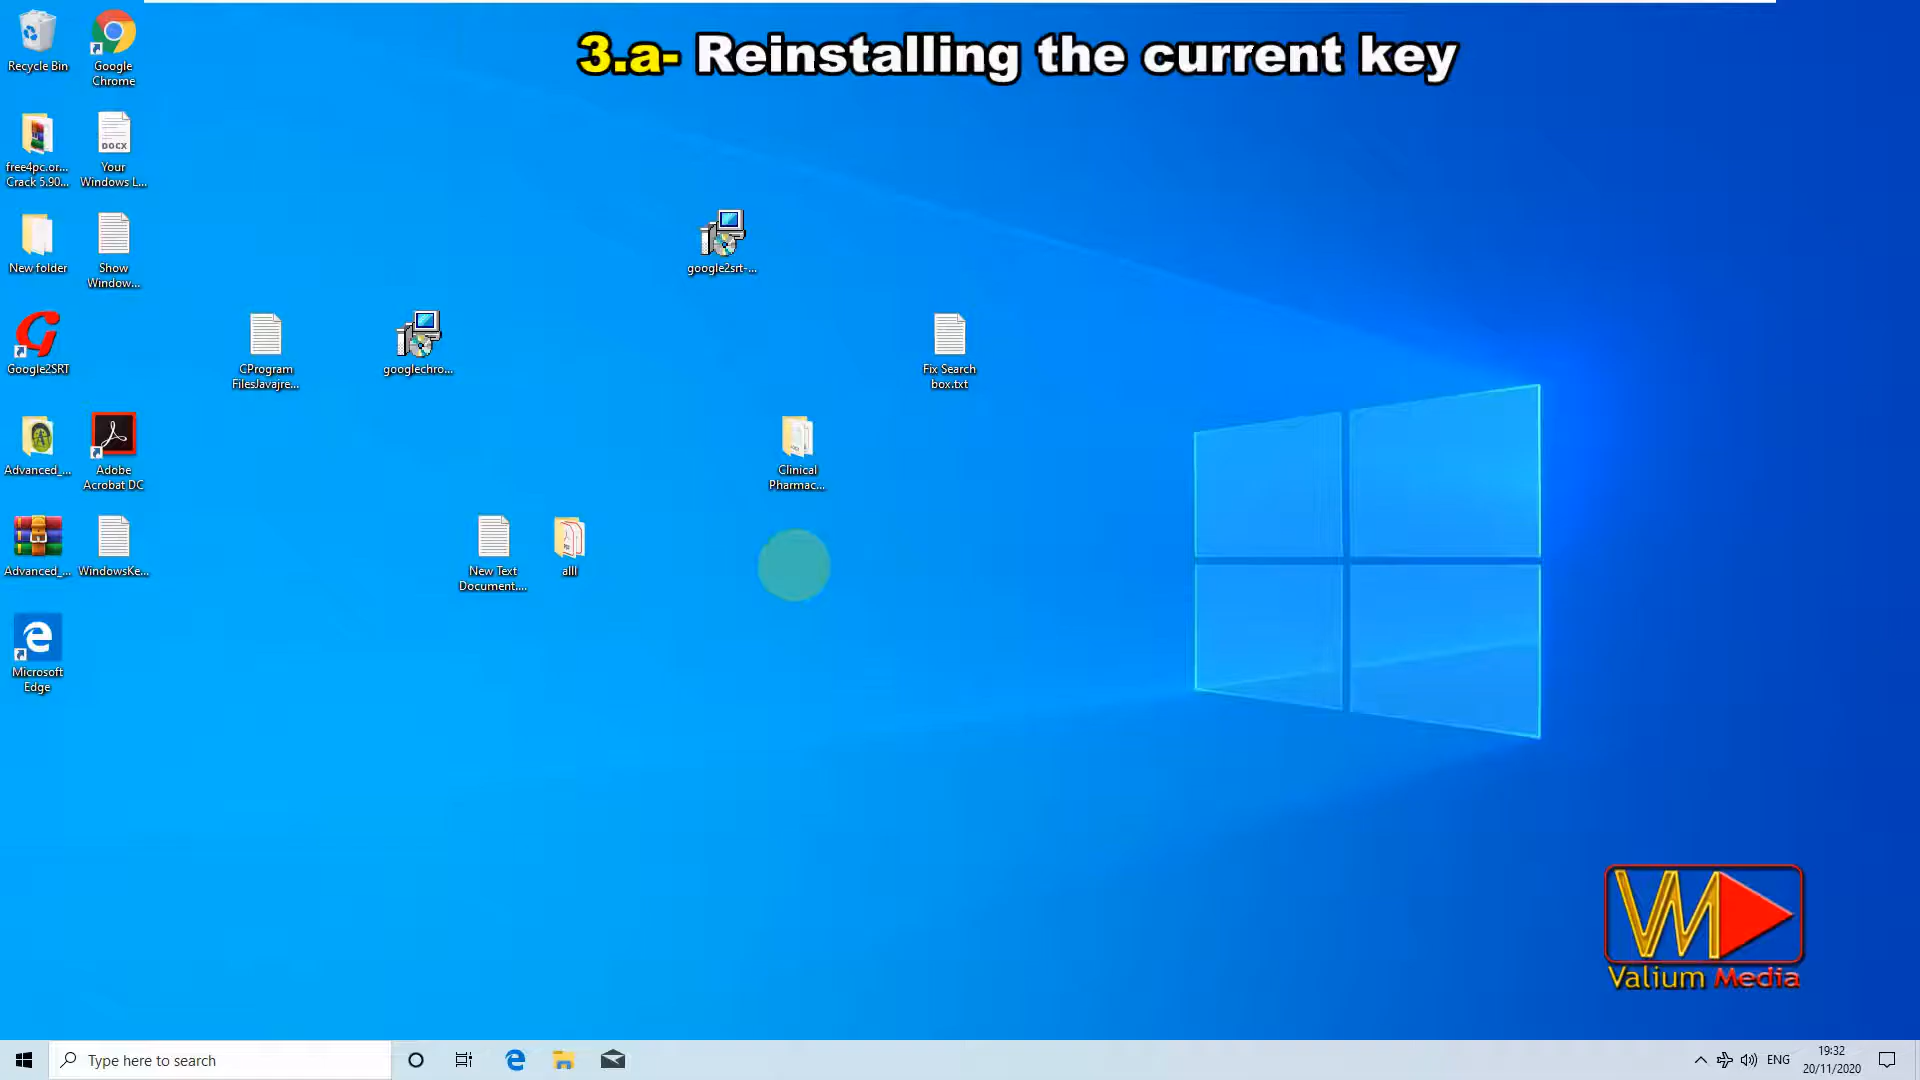 3.a- Reinstalling the current key
Recycle Bin
Google
Chrome
free4pc.or...
Crack 5.90...
Your
Windows L...
New folder
Show
Window...
google2srt-...
Google2SRT
CProgram
FilesJavajre...
googlechro...
Fix Search
box.txt
Advanced_...
Adobe
Acrobat DC
Clinical
Pharmac...
Advanced_...
WindowsKe...
New Text
Document....
alll
Microsoft
Edge
DOCX
VM
Valium Media
Type here to search
ENG
19:32
20/11/2020